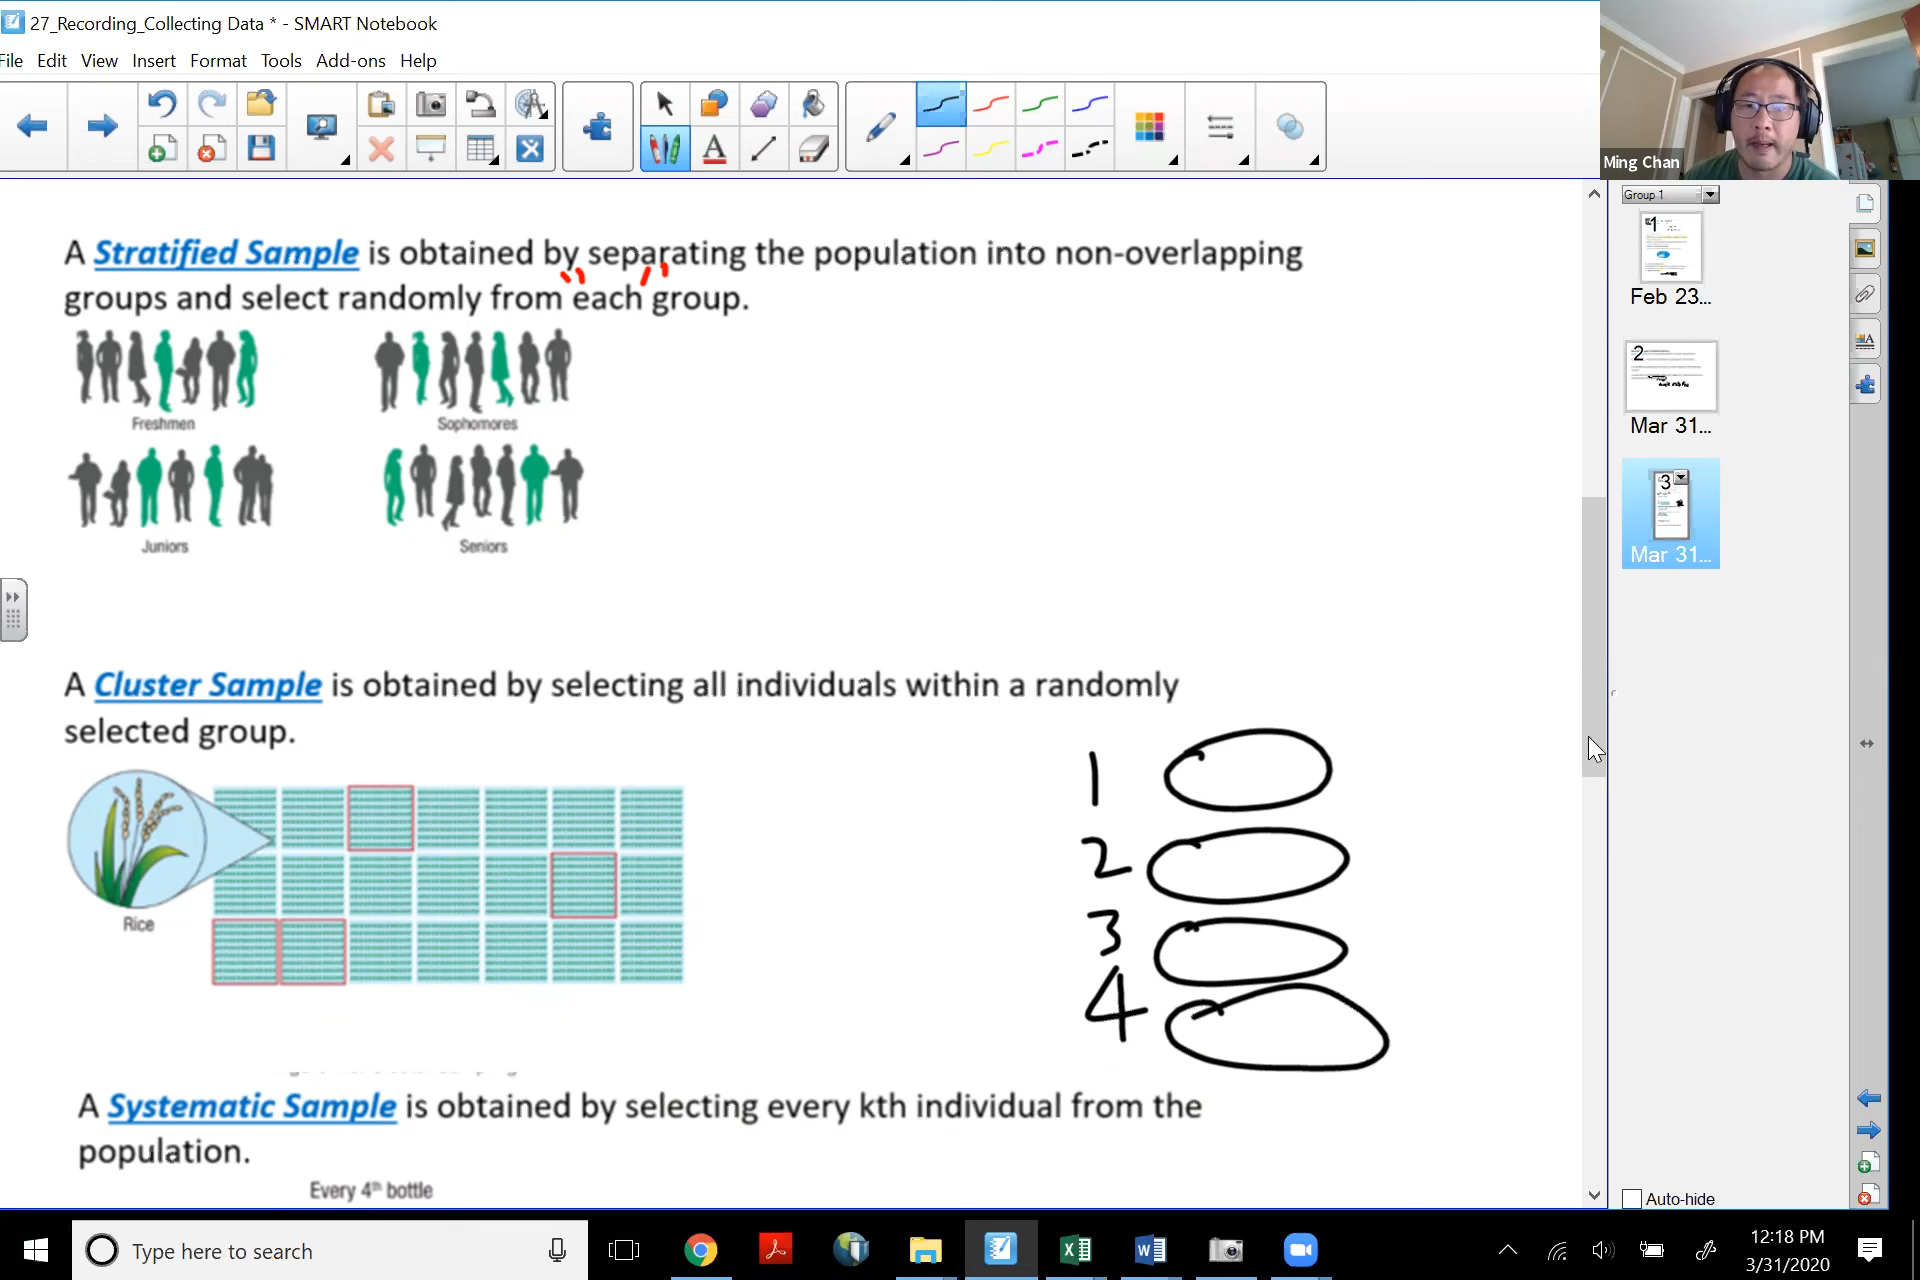 27_Recording_Collecting Data * - SMART Notebook
File Edit View Insert Format Tools Add-ons Help
Ming Chan
Group 1
A Stratified Sample is obtained by separating the population into non-overlapping
groups and select randomly from each group.
Freshmen
Sophomores
Juniors
Seniors
A Cluster Sample is obtained by selecting all individuals within a randomly
selected group.
Rice
1
2
3
4
A Systematic Sample is obtained by selecting every kth individual from the
population.
Every 4th bottle
1
Feb 23...
2
Mar 31...
3
Mar 31...
Auto-hide
Type here to search
12:18 PM
3/31/2020